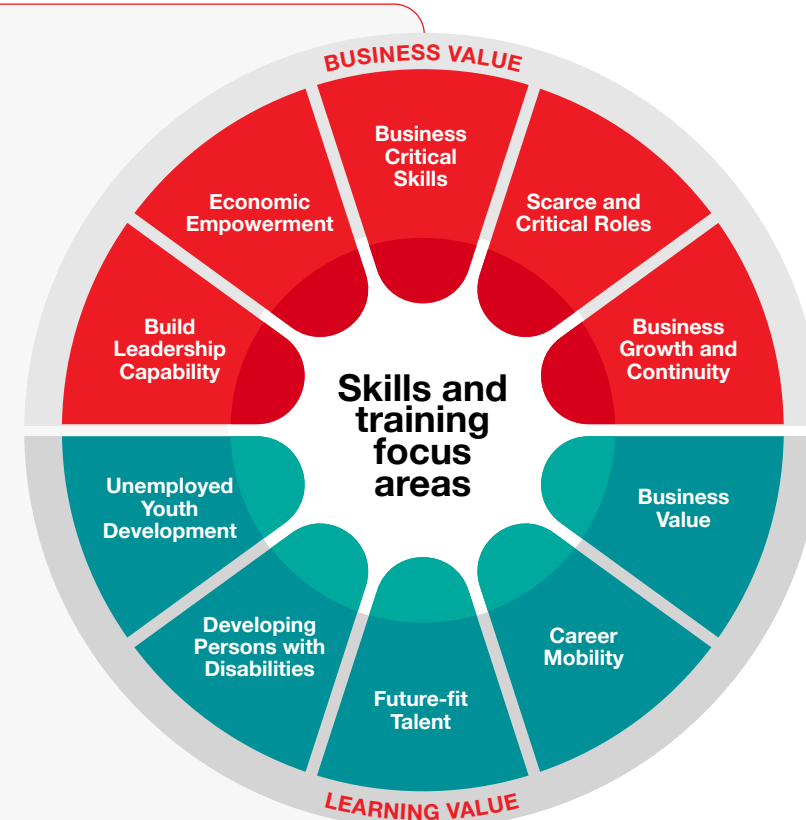 BUSINESS VALUE
Business
Critical
Skills
Scarce and
Critical Roles
Business
Growth and
Continuity
Business
Value
Career
Mobility
Future-fit
Talent
Developing
Persons with
Disabilities
Unemployed
Youth
Development
Build
Leadership
Capability
Economic
Empowerment
Skills and
training
focus
areas
LEARNING VALUE